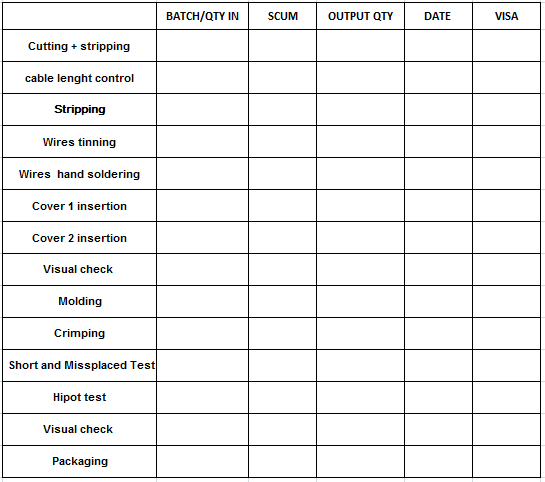 BATCH/QTY IN SCUM OUTPUT QTY DATE VISA
Cutting + stripping
cable lenght control
Stripping
Wires tinning
Wires hand soldering
Cover 1 insertion
Cover 2 insertion
Visual check
Molding
Crimping
Short and Missplaced Test
Hipot test
Visual check
Packaging